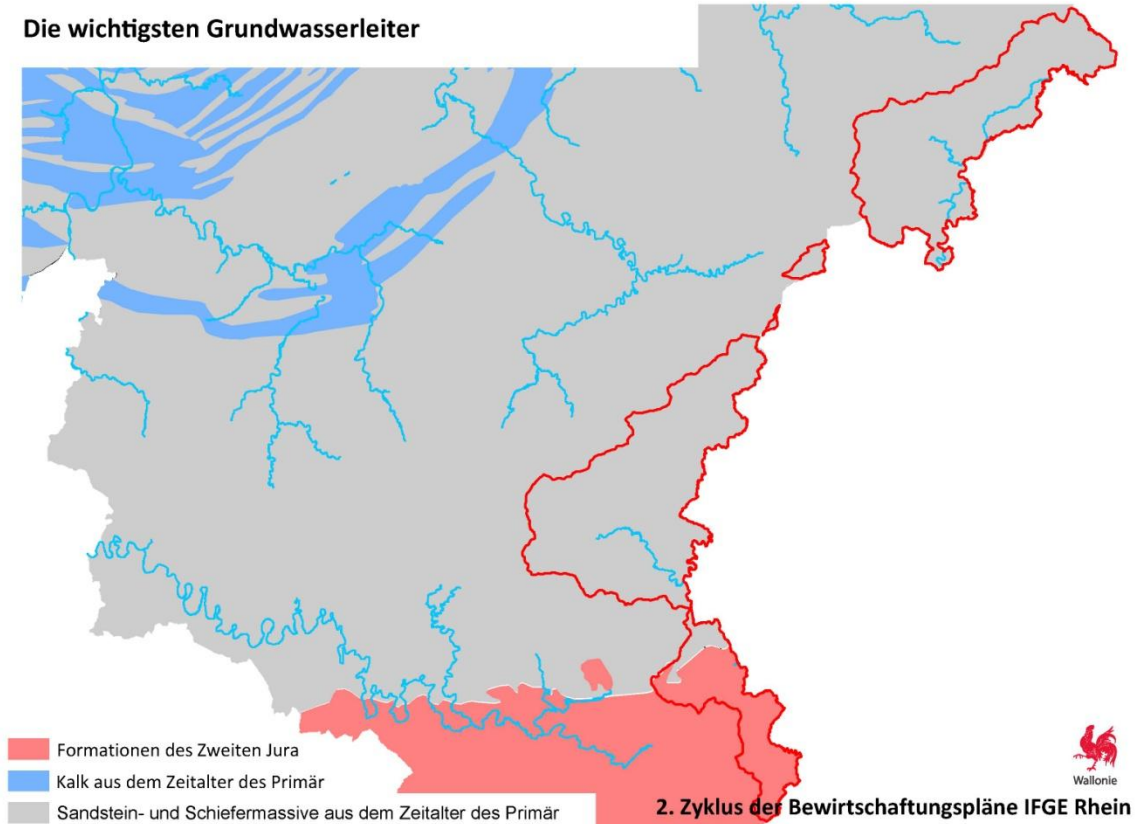 Die wichtigsten Grundwasserleiter
Formationen des Zweiten Jura
Kalk aus dem Zeitalter des Primär
Sandstein- und Schiefermassive aus dem Zeitalter des Primär
Wallonie
2. Zyklus der Bewirtschaftungspläne IFGE Rhein